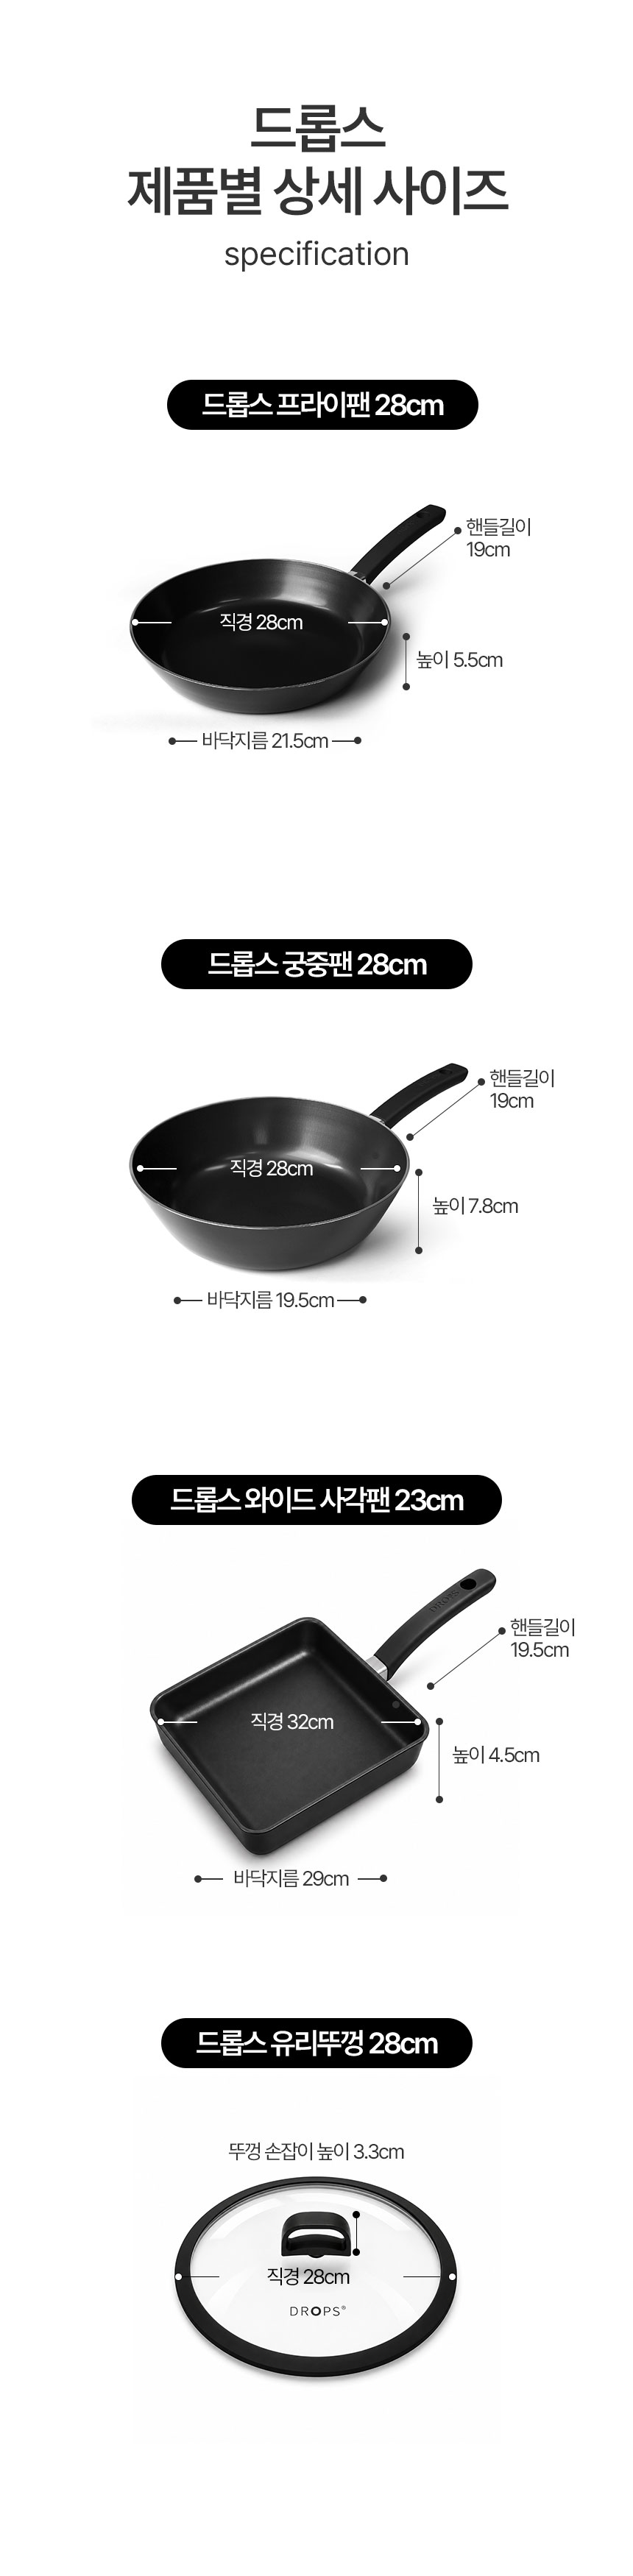 드롭스
제품별 상세 사이즈
specification
드롭스 프라이팬 28cm
핸들길이
19cm
직경 28cm
높이 5.5cm
바닥지름 21.5cm
드롭스 궁중팬 28cm
핸들길이
19cm
직경 28cm
높이 7.8cm
바닥지름 19.5cm
드롭스 와이드 사각팬 23cm
DROPS
핸들길이
19.5cm
직경 32cm
높이 4.5cm
바닥지름 29cm
드롭스 유리뚜껑 28cm
뚜껑 손잡이 높이 3.3cm
직경 28cm
DROPS®